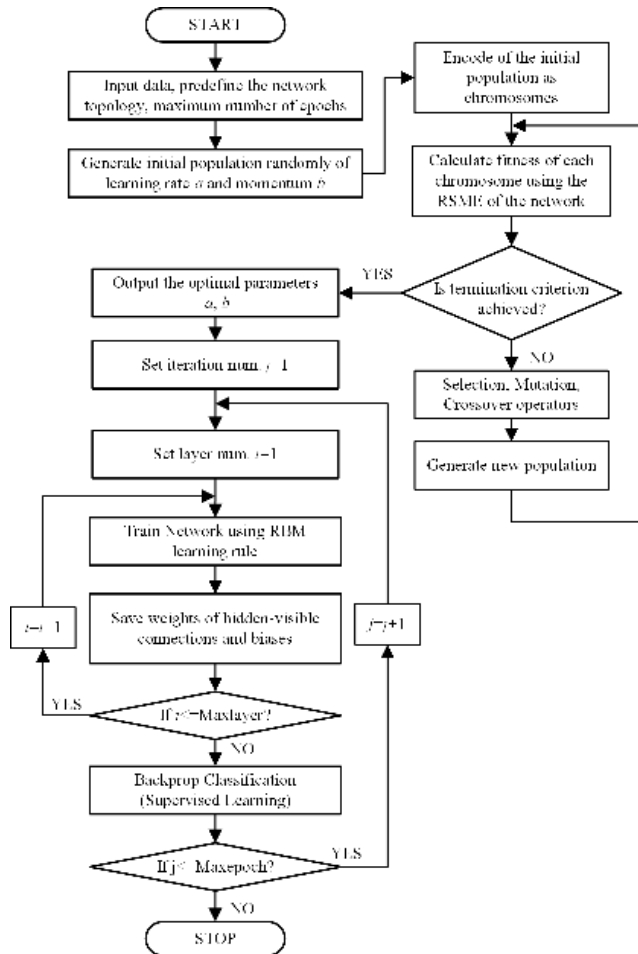 START
Input data, predefine the network
topology, maximum number of epochs
Generate initial population randomly of
learning rate a and momentum b
Encode of the initial
population as
chromosomes
Calculate fitness of each
chromosome using the
RSME of the network
Is termination criterion
achieved?
YES
NO
Selection, Mutation,
Crossover operators
Generate new population
Output the optimal parameters
a, b
Set iteration num. j=1
Set layer num. i=1
Train Network using RBM
learning rule
Save weights of hidden-visible
connections and biases
i=i+1
j=j+1
If i<=Maxlayer?
YES
NO
Backprop Classification
(Supervised Learning)
If j<=Maxepoch?
YES
NO
STOP